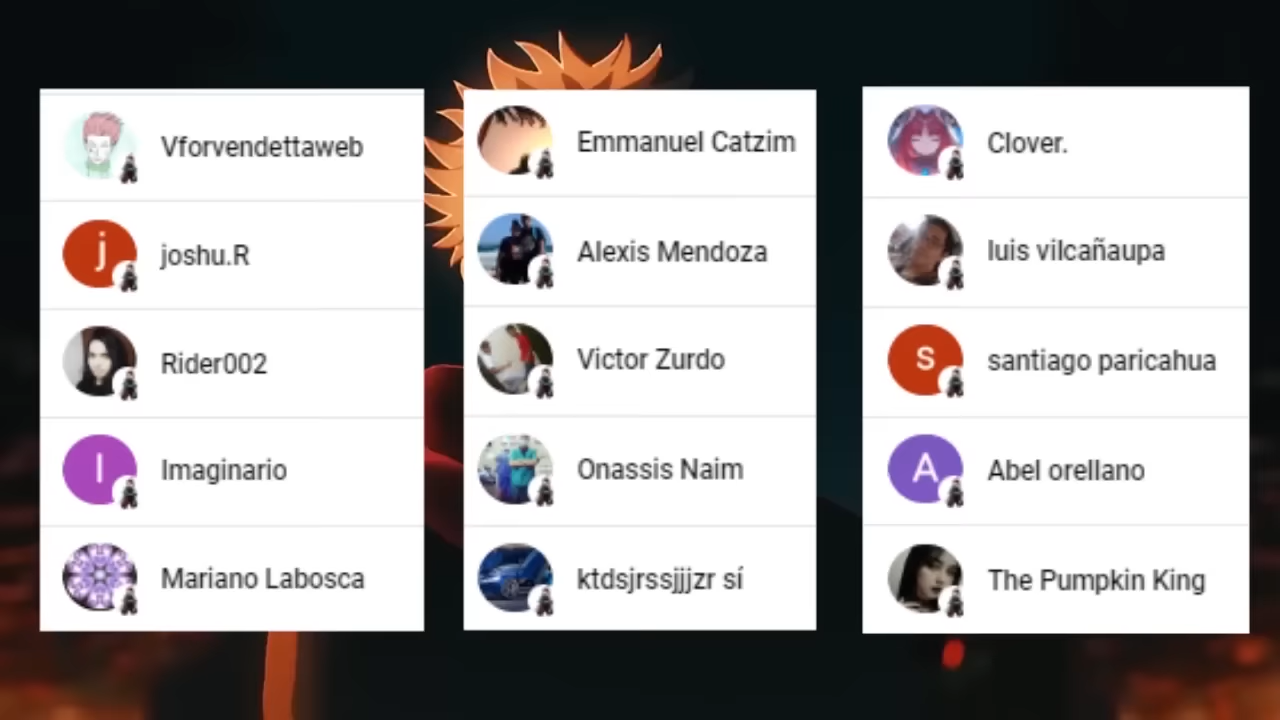 Vforvendettaweb
j
joshu.R
Rider002
I
Imaginario
Mariano Labosca
Emmanuel Catzim
Alexis Mendoza
Victor Zurdo
Onassis Naim
ktdsjrssjjjzr sí
Clover.
luis vilcañaupa
s
santiago paricahua
A
Abel orellano
The Pumpkin King